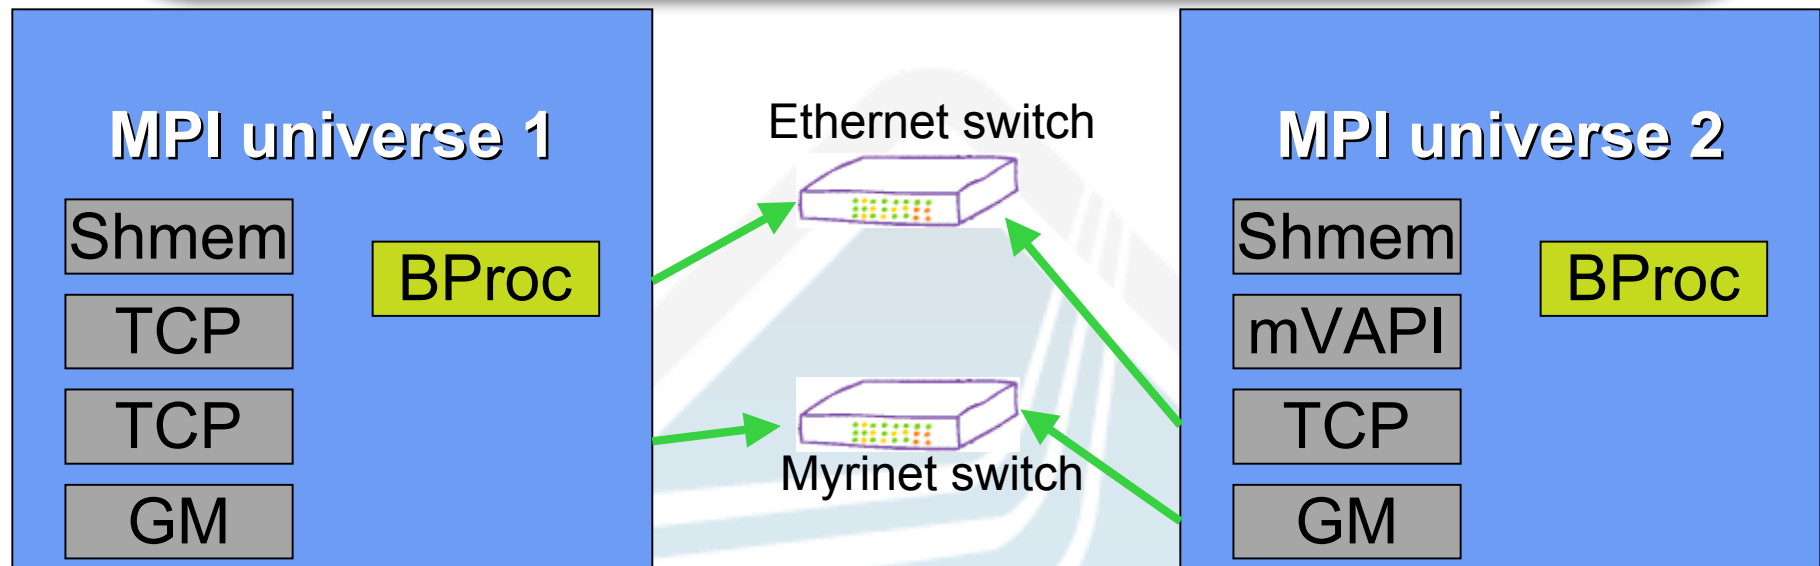 MPI universe 1
Shmem
BProc
TCP
TCP
GM
Ethernet switch
Myrinet switch
MPI universe 2
Shmem
BProc
mVAPI
TCP
GM